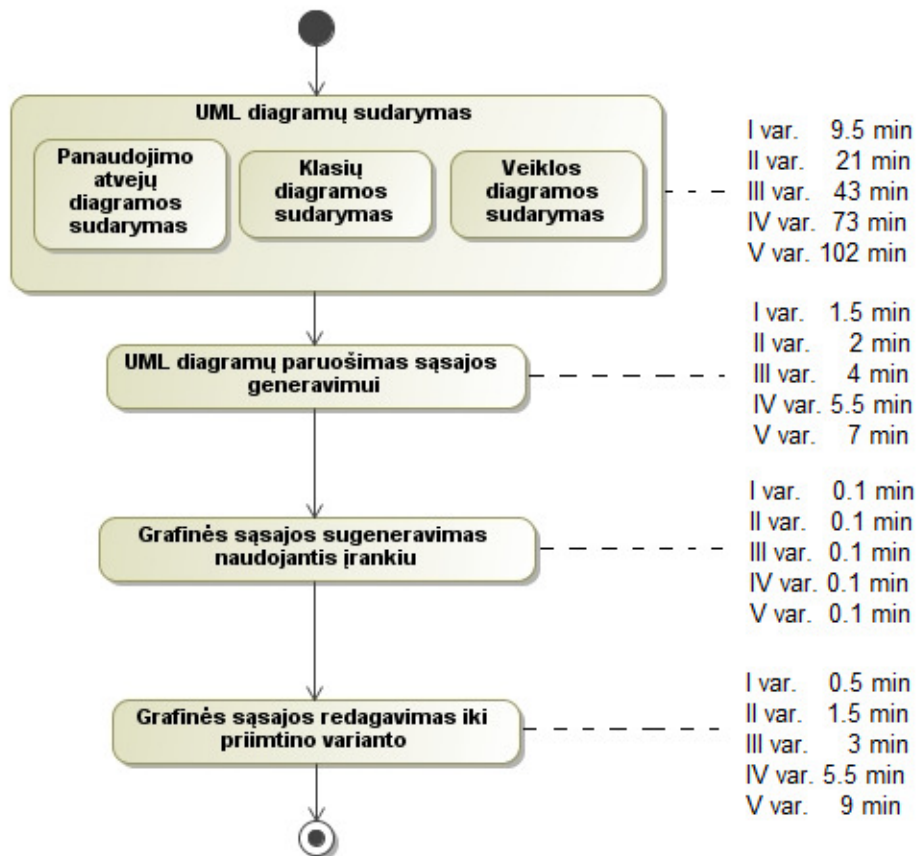 UML diagramų sudarymas
Panaudojimo
atvejų
diagramos
sudarymas
Klasių
diagramos
sudarymas
Veiklos
diagramos
sudarymas
I var. 9.5 min
II var. 21 min
III var. 43 min
IV var. 73 min
V var. 102 min
UML diagramų paruošimas sąsajos
generavimui
I var. 1.5 min
II var. 2 min
III var. 4 min
IV var. 5.5 min
V var. 7 min
Grafinės sąsajos sugeneravimas
naudojantis įrankiu
I var. 0.1 min
II var. 0.1 min
III var. 0.1 min
IV var. 0.1 min
V var. 0.1 min
Grafinės sąsajos redagavimas iki
priimtino varianto
I var. 0.5 min
II var. 1.5 min
III var. 3 min
IV var. 5.5 min
V var. 9 min